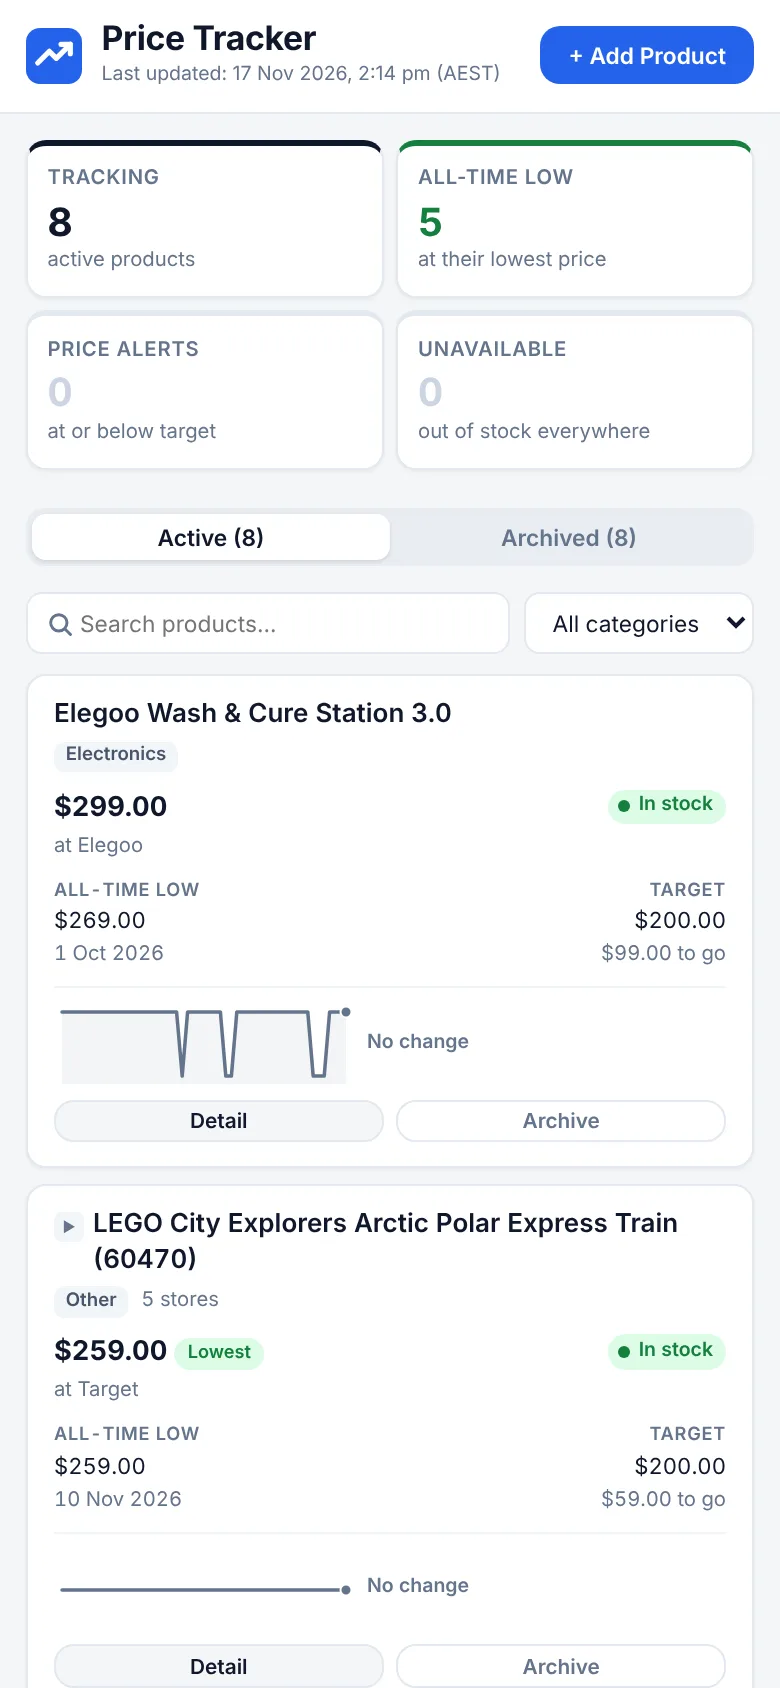 Price Tracker
Last updated: 17 Nov 2026, 2:14 pm (AEST)
+ Add Product
TRACKING
8
active products
ALL-TIME LOW
5
at their lowest price
PRICE ALERTS
0
at or below target
UNAVAILABLE
0
out of stock everywhere
Active (8)
Archived (8)
Search products...
All categories
Elegoo Wash & Cure Station 3.0
Electronics
$299.00
In stock
at Elegoo
ALL-TIME LOW
TARGET
$269.00
$200.00
1 Oct 2026
$99.00 to go
No change
Detail
Archive
LEGO City Explorers Arctic Polar Express Train
(60470)
Other
5 stores
$259.00
Lowest
In stock
at Target
ALL-TIME LOW
TARGET
$259.00
$200.00
10 Nov 2026
$59.00 to go
No change
Detail
Archive